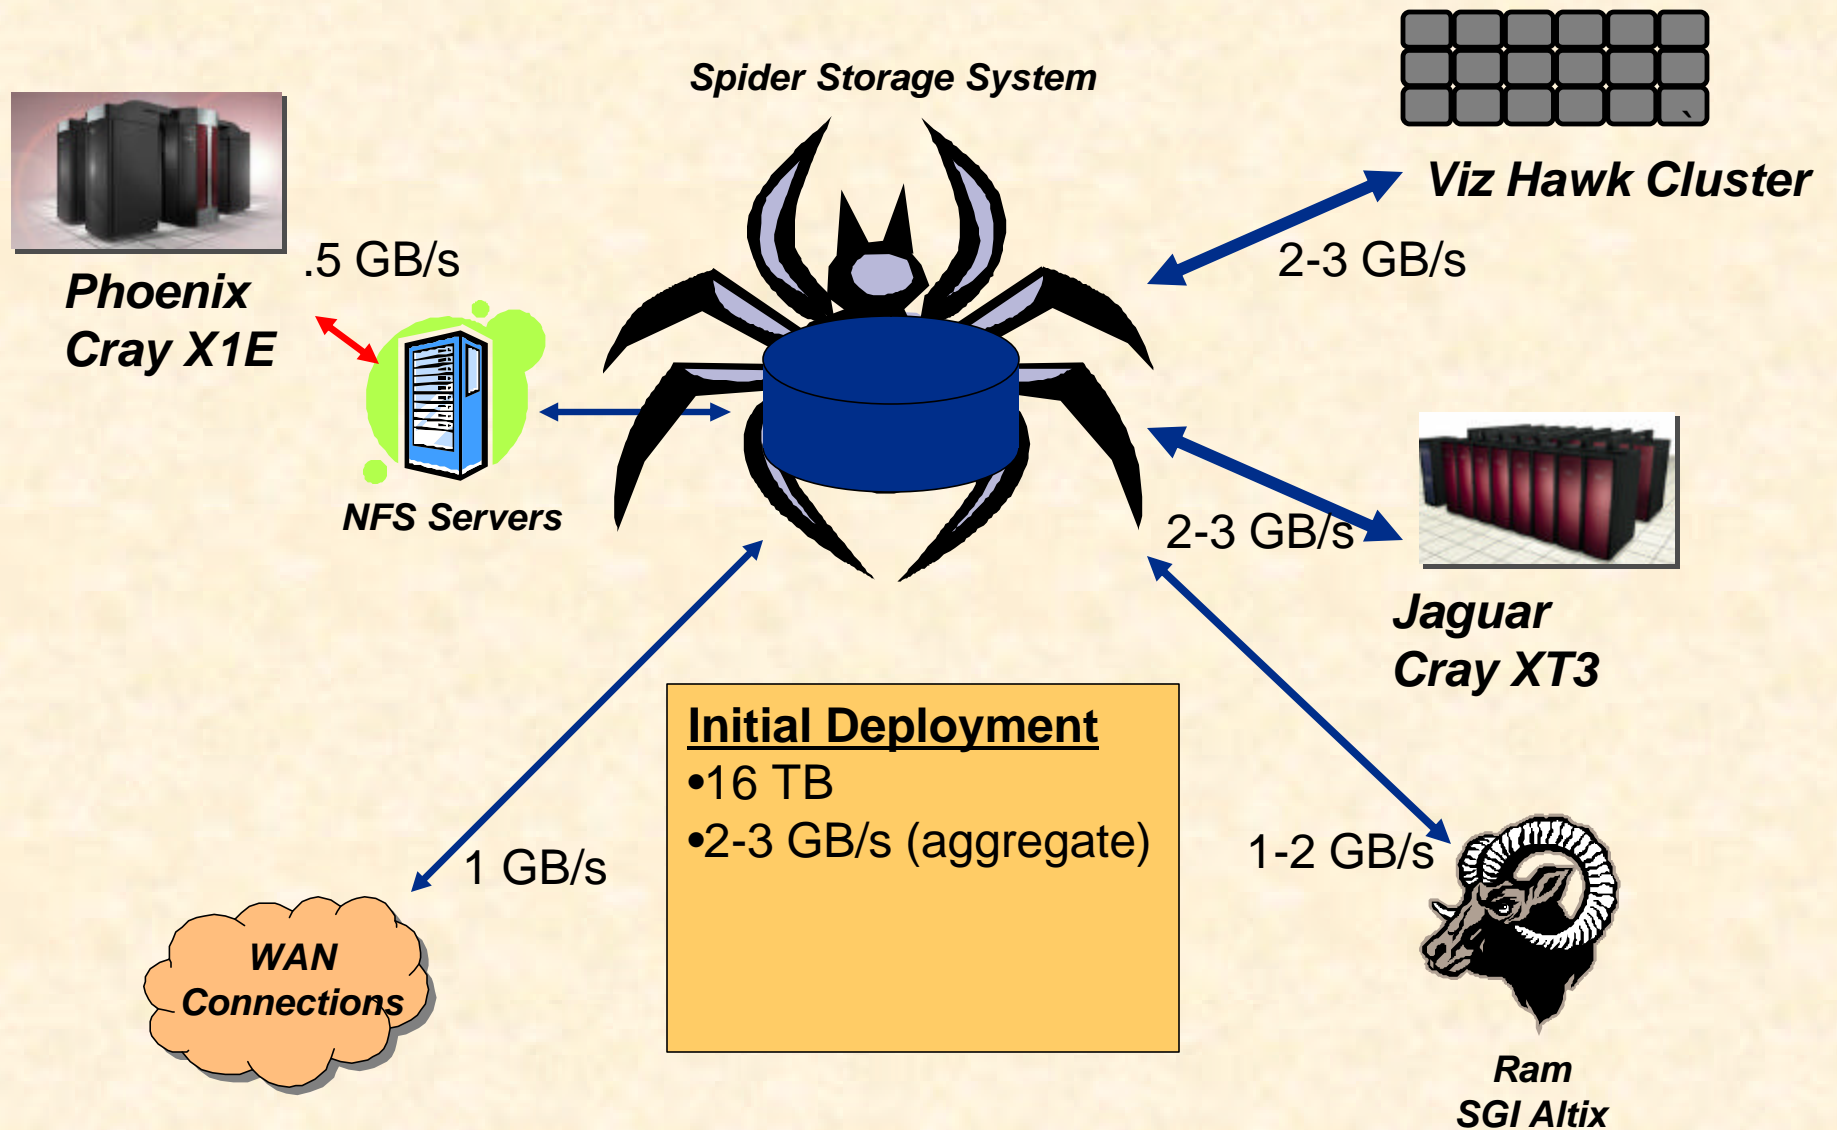 Spider Storage System
Viz Hawk Cluster
.5 GB/s
2-3 GB/s
Phoenix
Cray X1E
NFS Servers
2-3 GB/s
Jaguar
Cray XT3
Initial Deployment
•16 TB
•2-3 GB/s (aggregate)
1 GB/s
1-2 GB/s
WAN
Connections
Ram
SGI Altix